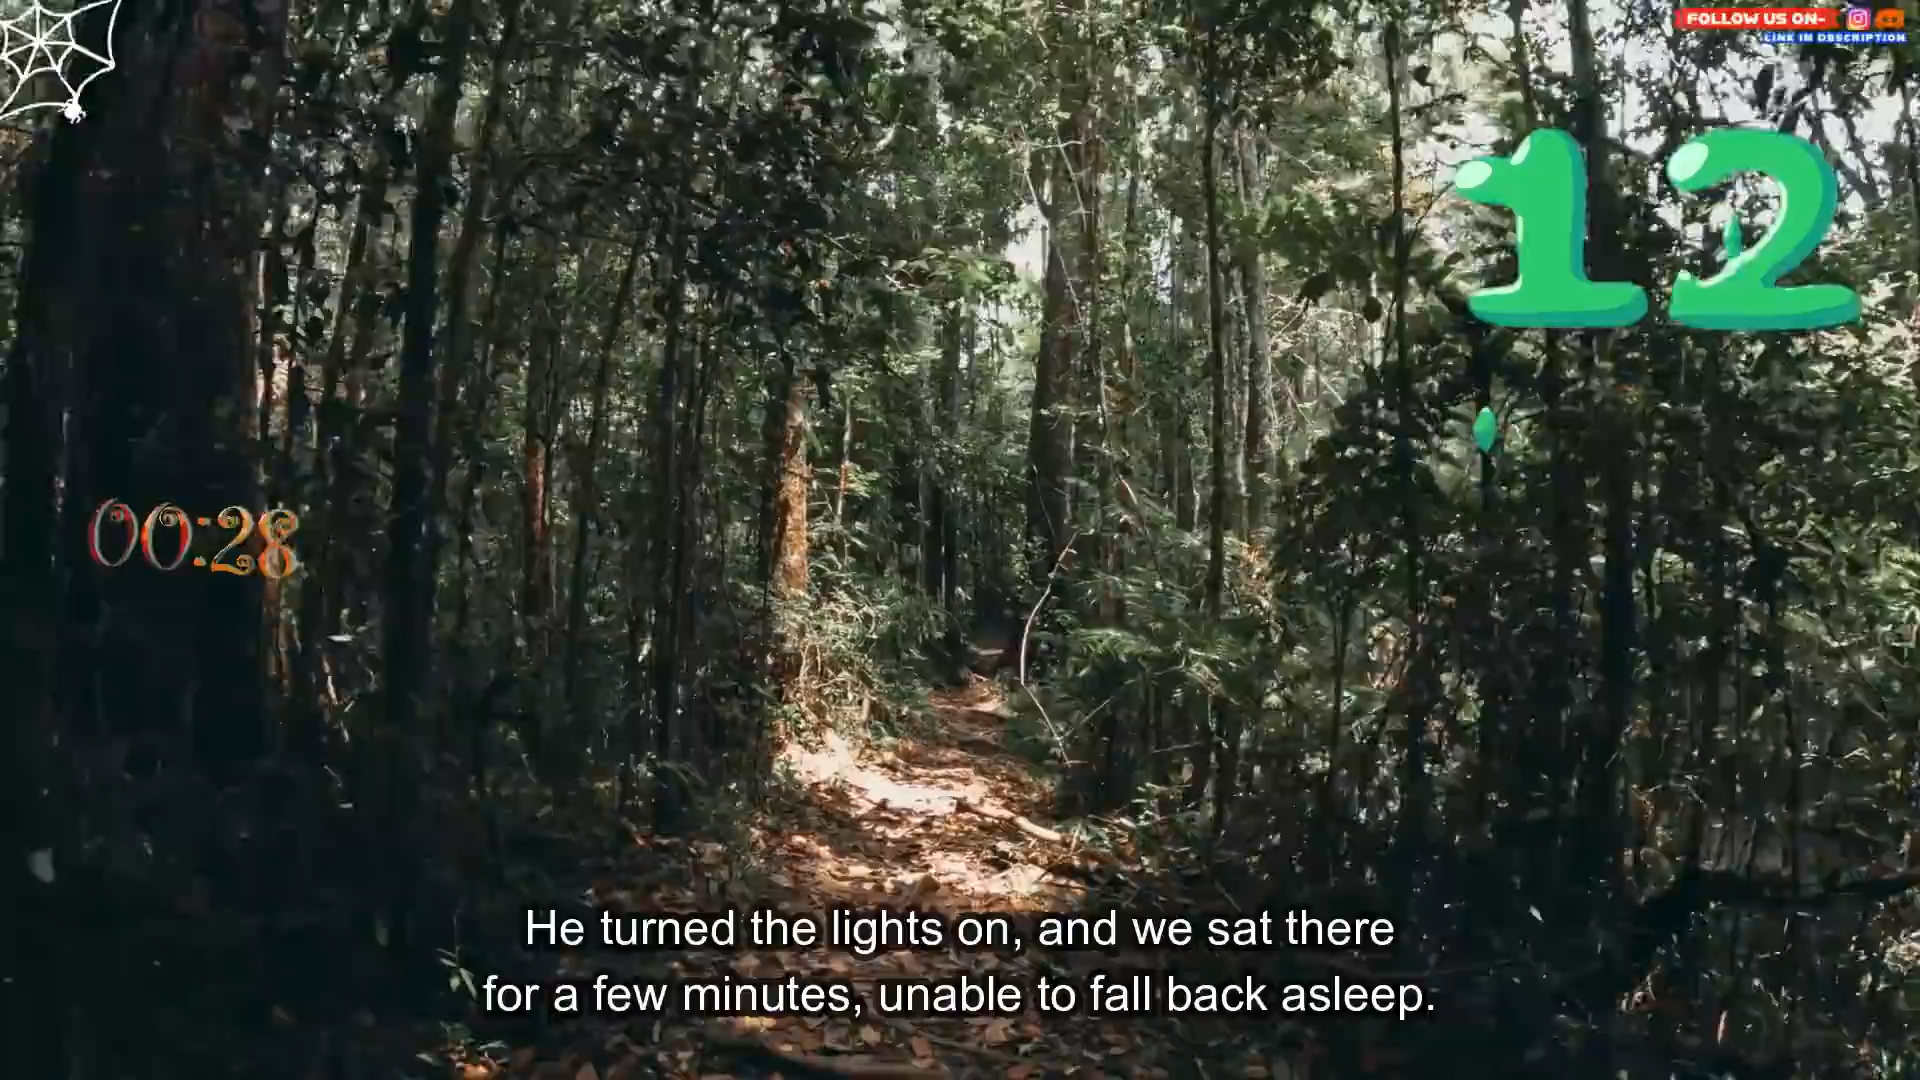 FOLLOW US ON-
LINK IN DSCRIPTION
12
00:28
He turned the lights on, and we sat there
for a few minutes, unable to fall back asleep.